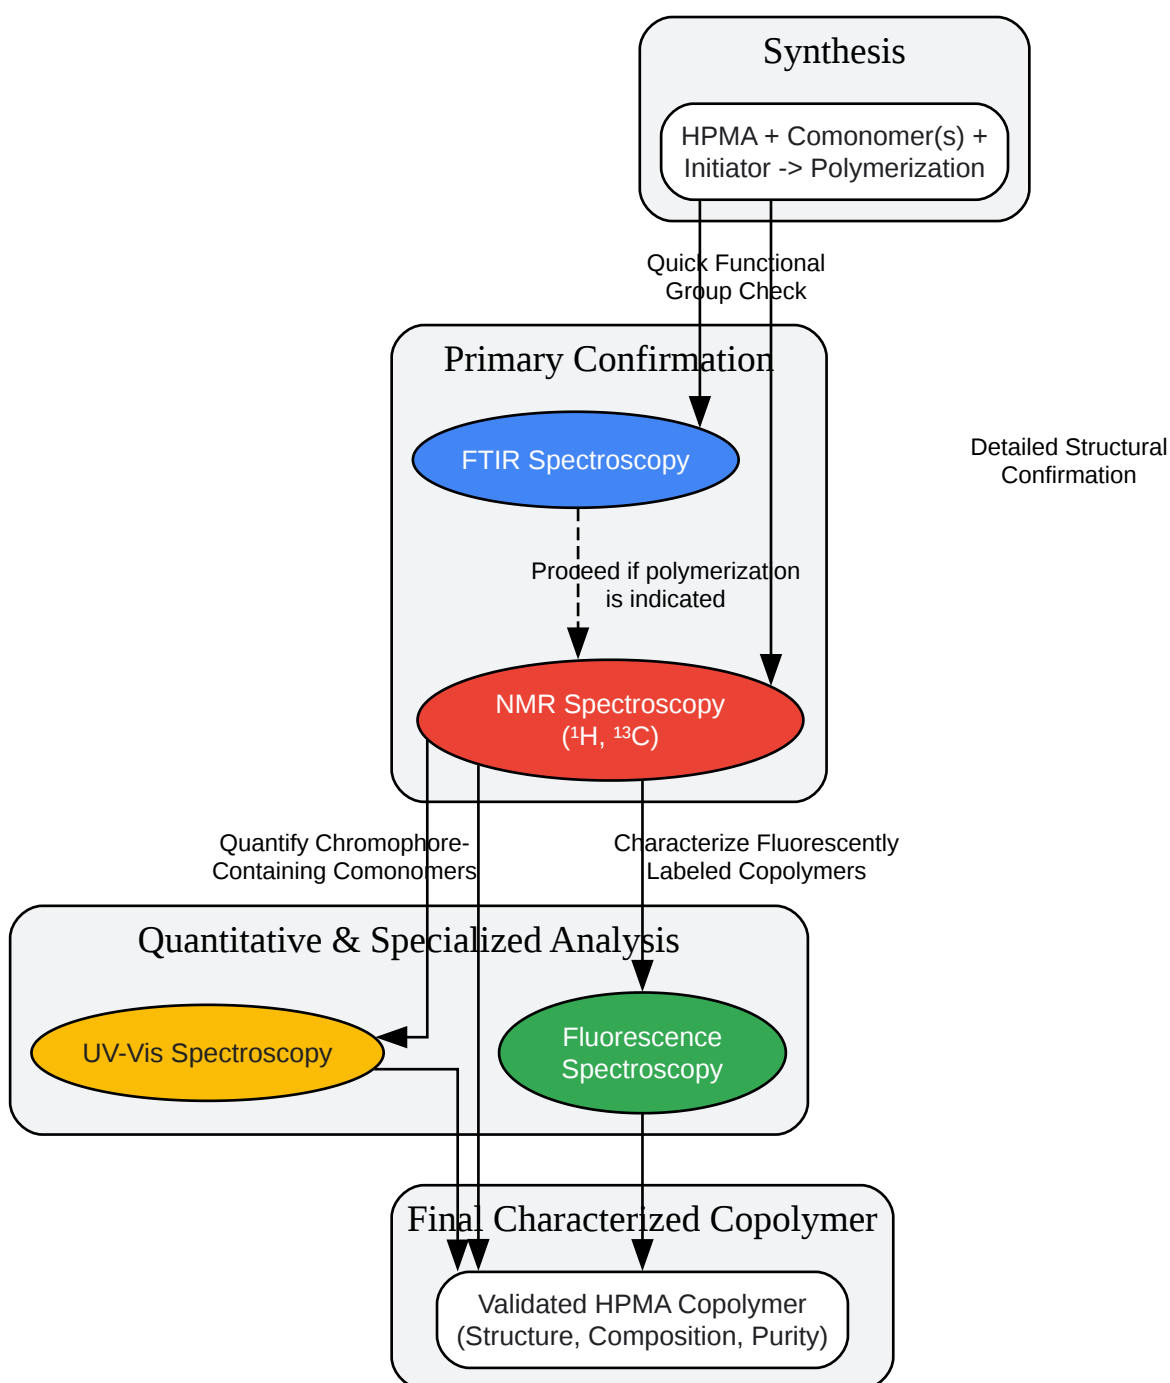 Synthesis
HPMA + Comonomer(s) +
Initiator -> Polymerization
Quick Functional
Group Check
Primary Confirmation
FTIR Spectroscopy
Detailed Structural
Confirmation
Proceed if polymerization
is indicated
NMR Spectroscopy
(¹H, ¹³C)
Quantify Chromophore-
Containing Comonomers
Characterize Fluorescently
Labeled Copolymers
Quantitative & Specialized Analysis
UV-Vis Spectroscopy
Fluorescence
Spectroscopy
Final Characterized Copolymer
Validated HPMA Copolymer
(Structure, Composition, Purity)